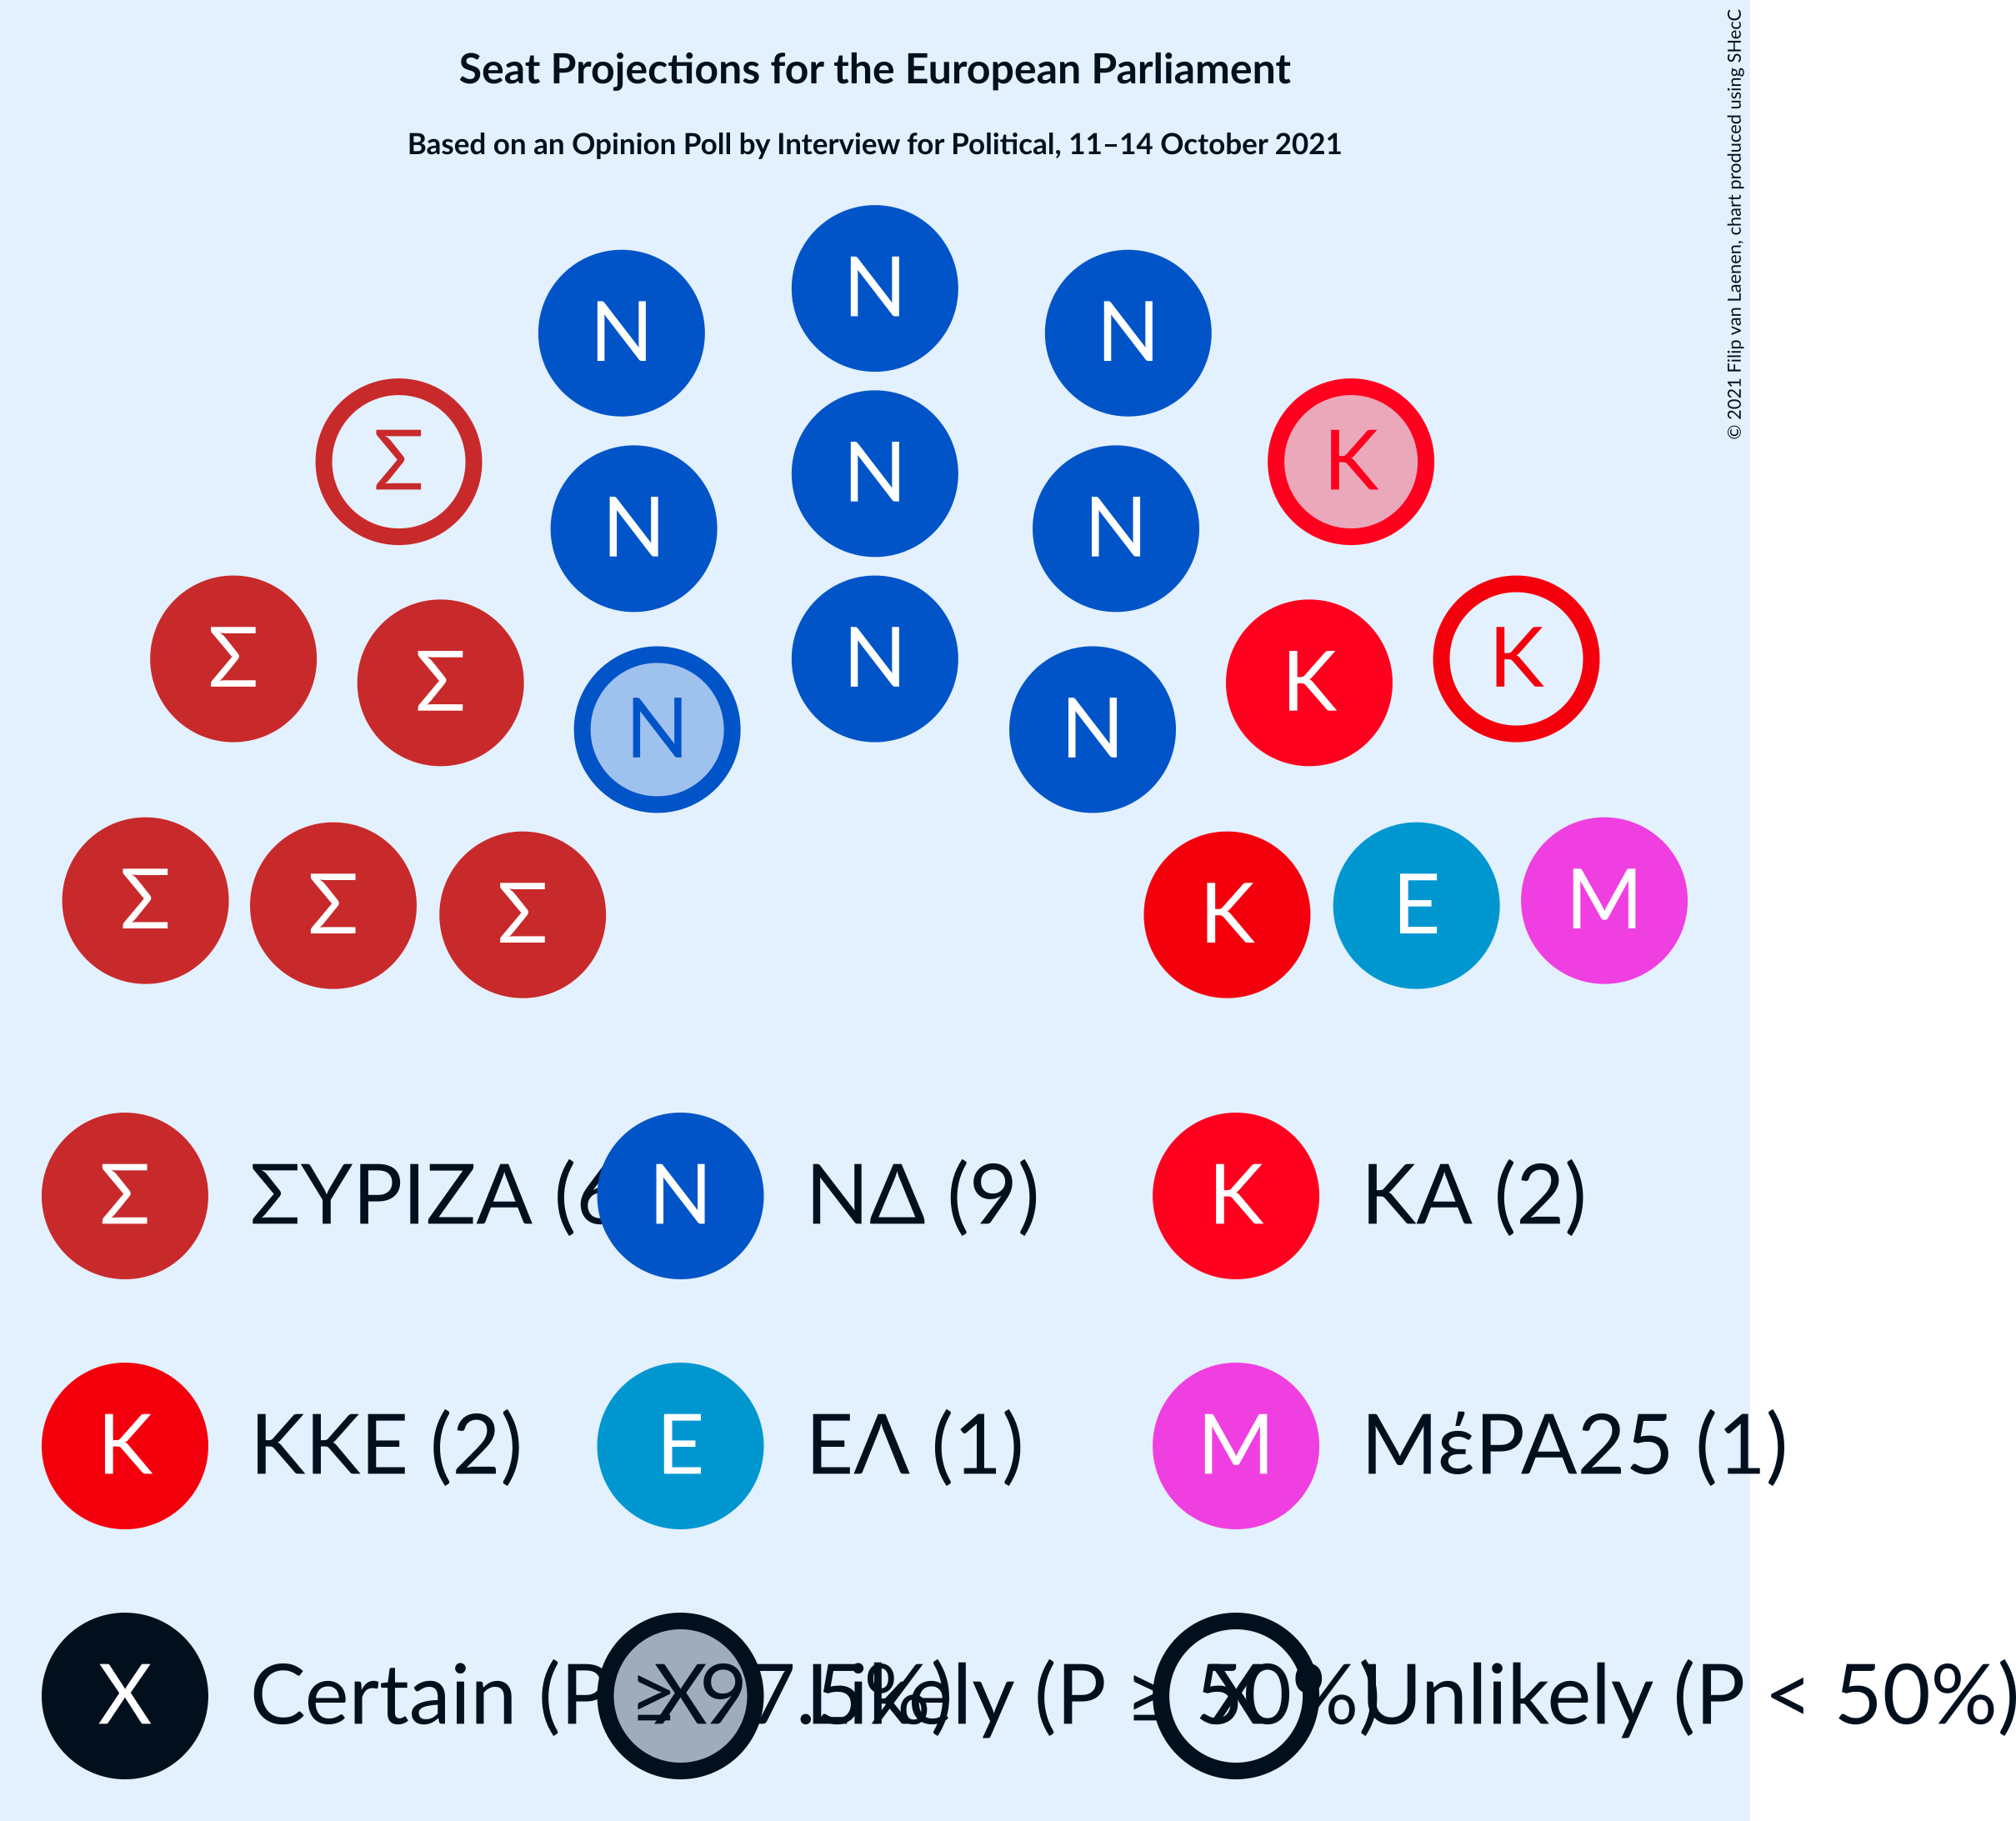 Seat Projections for the European Parliament
Based on an Opinion Poll by Interview for Political, 11–14 October 2021
© 2021 Filip van Laenen, chart produced using SHecC
N
N N
N
Σ K
N N
N
Σ K
Σ K
N N
Σ M
Σ E
Σ K
Σ ΣΥΡΙΖΑ (6 N ΝΔ (9) K ΚΑ (2)
K ΚΚΕ (2) E ΕΛ (1) M ΜέΡΑ25 (1)
X Certain (P ≥ 97.5%) X Likely (P ≥ 50%) X Unlikely (P < 50%)